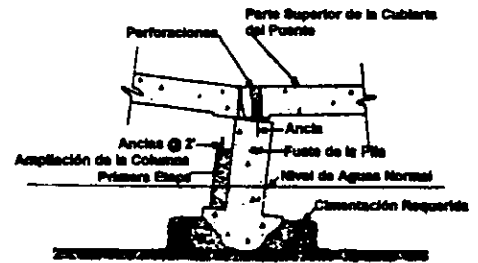 Parte Superior de la Cubierta
del Puente
Perforaciones
Ancla
Anclas @ 2'
Fuste de la Pila
Ampliación de la Columna
Primera Etapa
Nivel de Aguas Normal
Cimentación Requerida